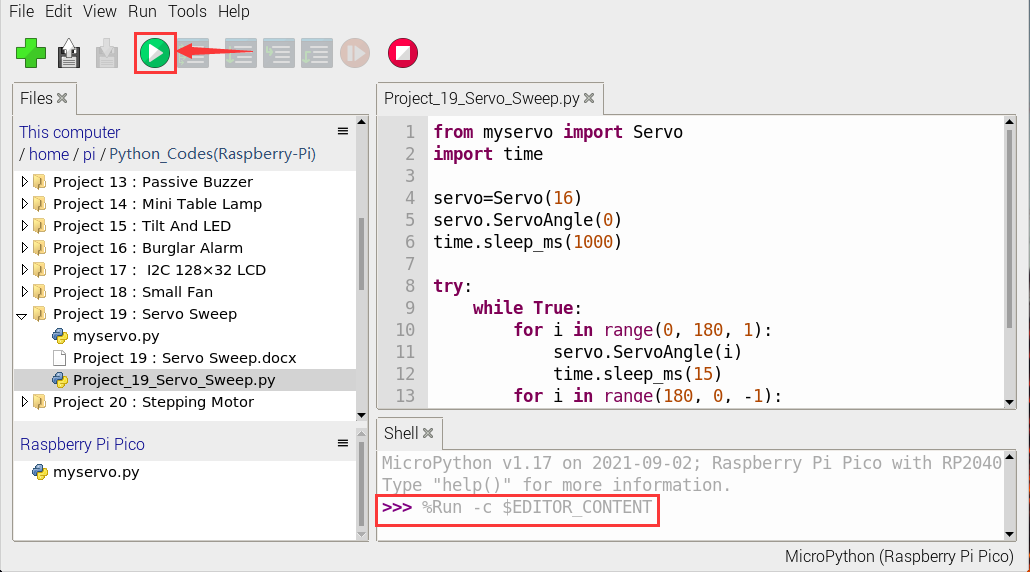 File Edit View Run Tools Help
Files
This computer
/ home / pi / Python_Codes(Raspberry-Pi)
Project 13 : Passive Buzzer
Project 14 : Mini Table Lamp
Project 15 : Tilt And LED
Project 16 : Burglar Alarm
Project 17 :  I2C 128×32 LCD
Project 18 : Small Fan
Project 19 : Servo Sweep
myservo.py
Project 19 : Servo Sweep.docx
Project_19_Servo_Sweep.py
Project 20 : Stepping Motor
Raspberry Pi Pico
myservo.py
Project_19_Servo_Sweep.py
1 from myservo import Servo
2 import time
3
4 servo=Servo(16)
5 servo.ServoAngle(0)
6 time.sleep_ms(1000)
7
8 try:
9     while True:
10         for i in range(0, 180, 1):
11             servo.ServoAngle(i)
12             time.sleep_ms(15)
13         for i in range(180, 0, -1):
Shell
MicroPython v1.17 on 2021-09-02; Raspberry Pi Pico with RP2040
Type "help()" for more information.
>>> %Run -c $EDITOR_CONTENT
MicroPython (Raspberry Pi Pico)